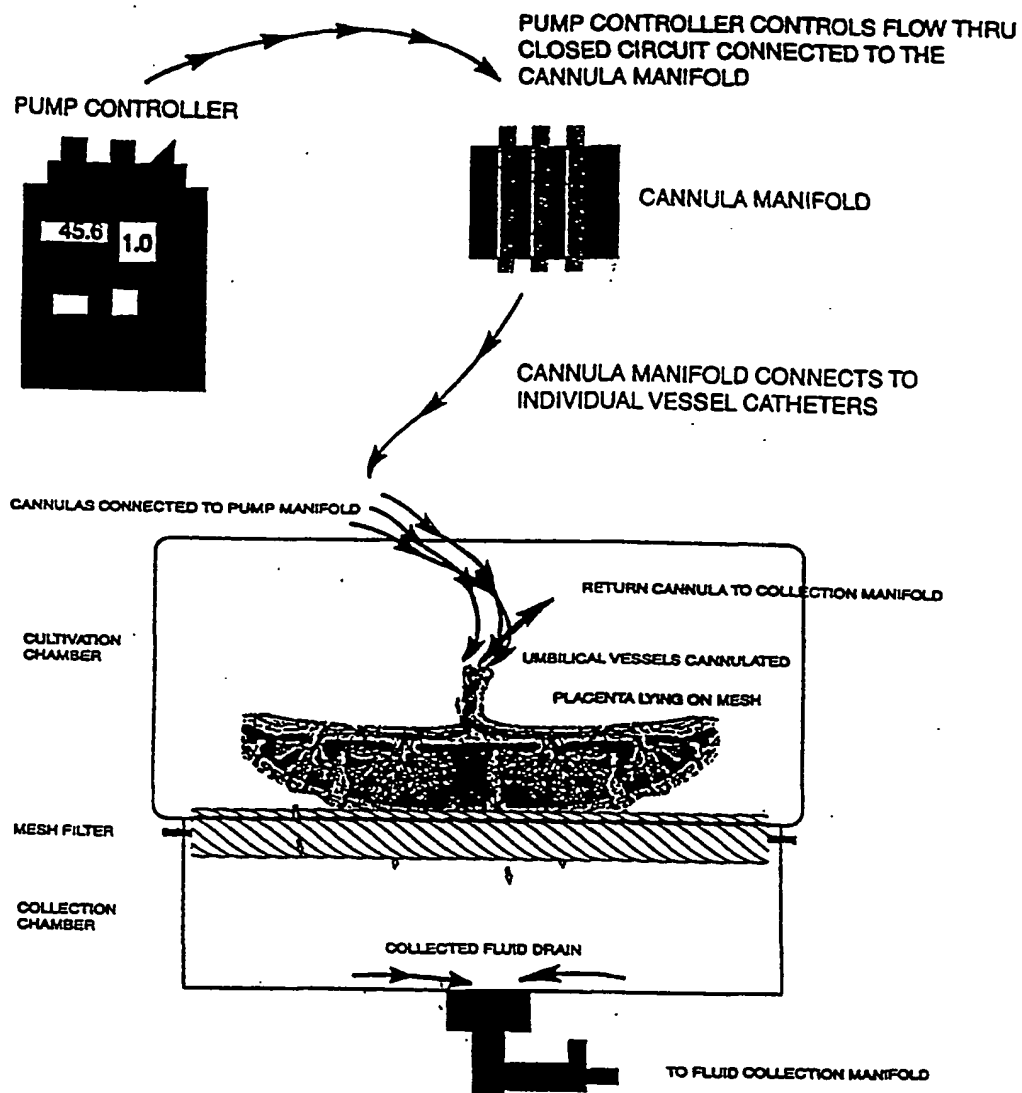 PUMP CONTROLLER CONTROLS FLOW THRU
CLOSED CIRCUIT CONNECTED TO THE
CANNULA MANIFOLD
PUMP CONTROLLER
45.6
1.0
CANNULA MANIFOLD
CANNULA MANIFOLD CONNECTS TO
INDIVIDUAL VESSEL CATHETERS
CANNULAS CONNECTED TO PUMP MANIFOLD
RETURN CANNULA TO COLLECTION MANIFOLD
CULTIVATION
CHAMBER
UMBILICAL VESSELS CANNULATED
PLACENTA LYING ON MESH
MESH FILTER
COLLECTION
CHAMBER
COLLECTED FLUID DRAIN
TO FLUID COLLECTION MANIFOLD